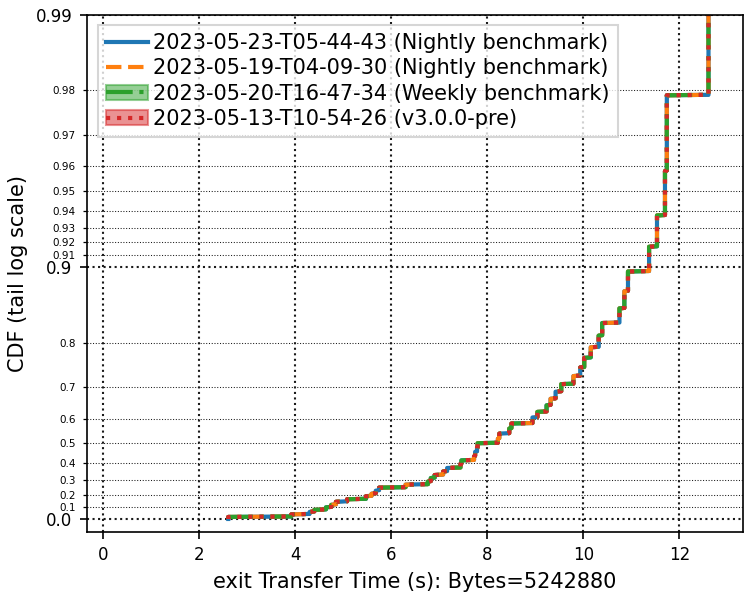 0.99
2023-05-23-T05-44-43 (Nightly benchmark)
2023-05-19-T04-09-30 (Nightly benchmark)
2023-05-20-T16-47-34 (Weekly benchmark)
2023-05-13-T10-54-26 (v3.0.0-pre)
0.98
0.97
0.96
0.95
0.94
0.93
0.92
0.91
0.9
0.8
0.7
0.6
0.5
0.4
0.3
0.2
0.1
0.0
CDF (tail log scale)
0 2 4 6 8 10 12
exit Transfer Time (s): Bytes=5242880